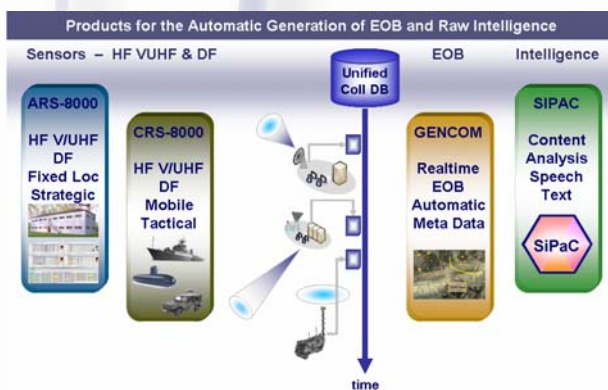 Products for the Automatic Generation of EOB and Raw Intelligence
Sensors – HF VUHF & DF
EOB
Intelligence
ARS-8000
HF V/UHF
DF
Fixed Loc
Strategic
CRS-8000
HF V/UHF
DF
Mobile
Tactical
Unified
Coll DB
time
GENCOM
Realtime
EOB
Automatic
Meta Data
SIPAC
Content
Analysis
Speech
Text
SiPaC